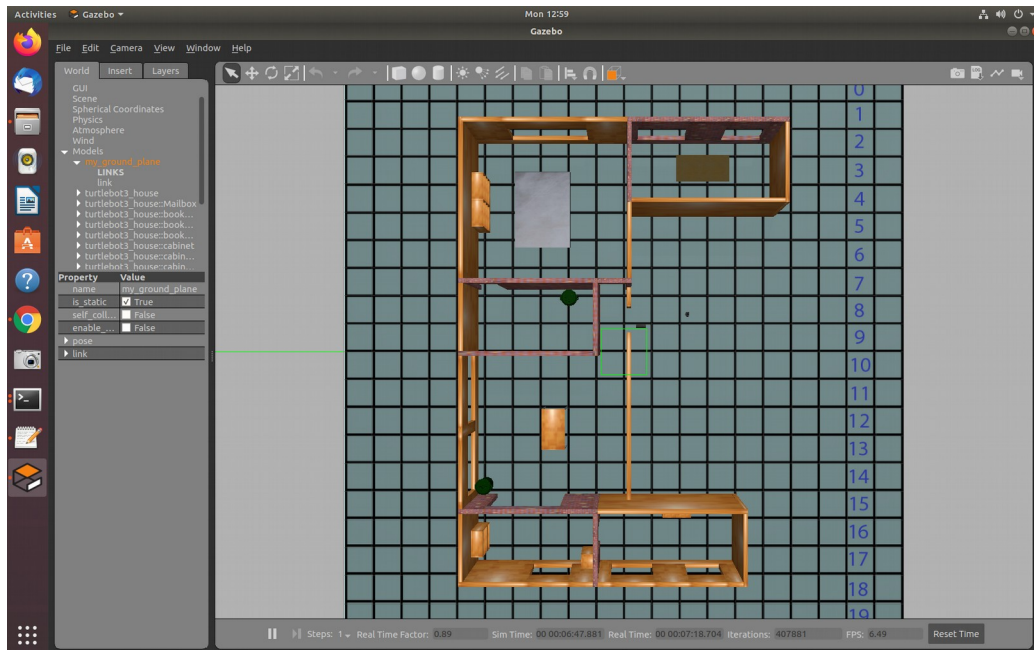 Activities Gazebo ▾ Mon 12:59
Gazebo
File Edit Camera View Window Help
World Insert Layers
GUI
Scene
Spherical Coordinates
Physics
Atmosphere
Wind
Models
my_ground_plane
LINKS
link
turtlebot3_house
turtlebot3_house::Mailbox
turtlebot3_house::book...
turtlebot3_house::book...
turtlebot3_house::book...
turtlebot3_house::cabinet
turtlebot3_house::cabin...
Property Value
name my_ground_plane
is_static True
self_coll... False
enable_... False
pose
link
0
1
2
3
4
5
6
7
8
9
10
11
12
13
14
15
16
17
18
19
Steps: 1 Real Time Factor: 0.89 Sim Time: 00 00:06:47.881 Real Time: 00 00:07:18.704 Iterations: 407881 FPS: 6.49 Reset Time